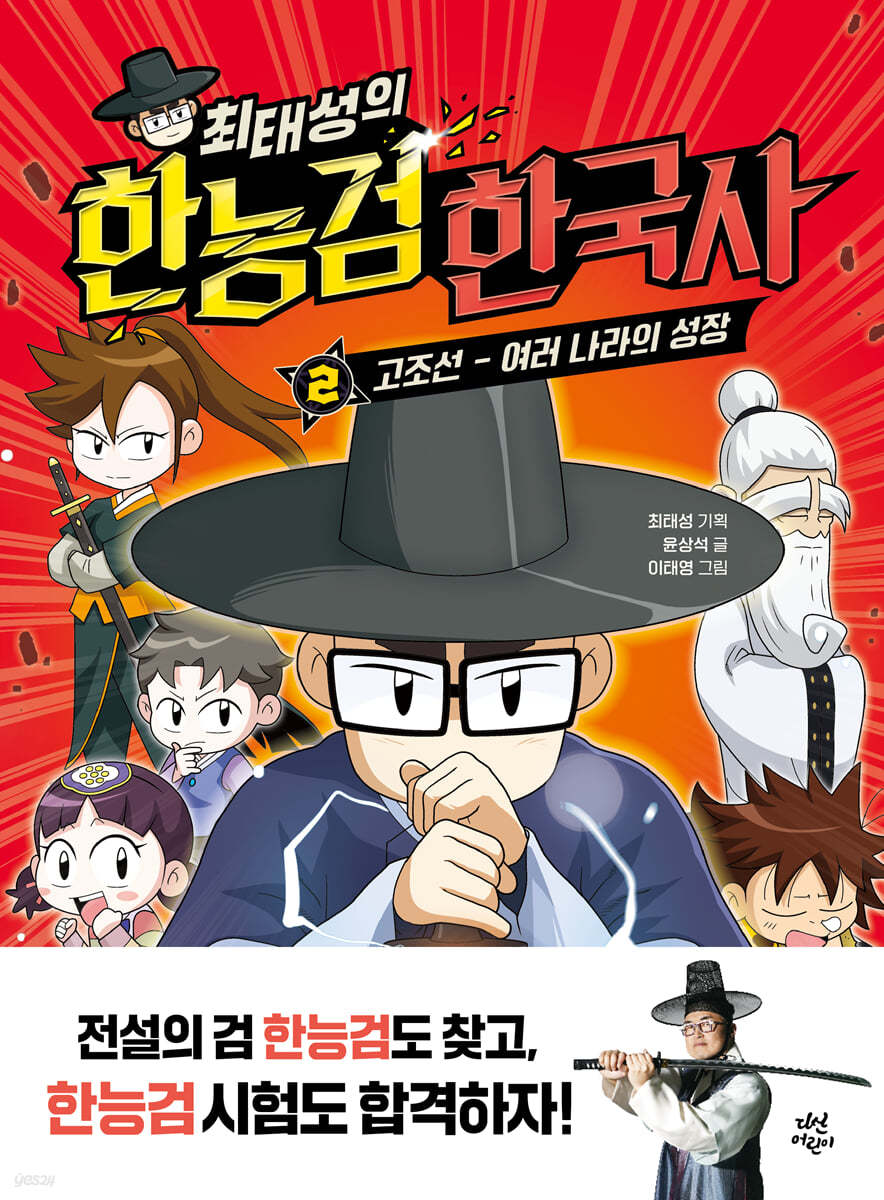 최태성의
한능검 한국사
2 고조선 - 여러 나라의 성장
최태성 기획
윤상석 글
이태영 그림
전설의 검 한능검도 찾고,
한능검 시험도 합격하자!
다산
어린이
yes24